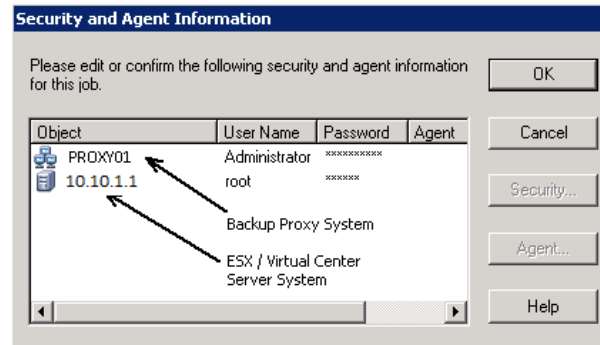 Security and Agent Information
Please edit or confirm the following security and agent information
for this job.
OK
Object User Name Password Agent
Cancel
PROXY01 Administrator **********
10.10.1.1 root ******
Security...
Backup Proxy System
Agent...
ESX / Virtual Center
Server System
Help